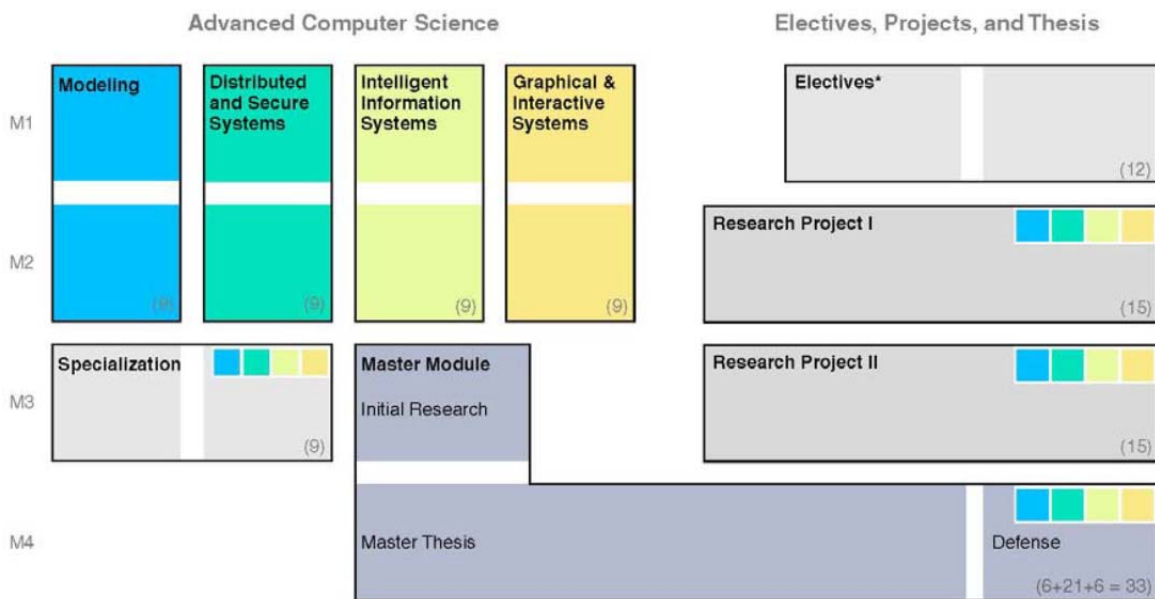 Advanced Computer Science
Electives, Projects, and Thesis
M1
Modeling
Distributed
and Secure
Systems
Intelligent
Information
Systems
Graphical &
Interactive
Systems
Electives*
(12)
M2
(9)
(9)
(9)
(9)
Research Project I
(15)
M3
Specialization
(9)
Master Module
Initial Research
Research Project II
(15)
M4
Master Thesis
Defense
(6+21+6 = 33)